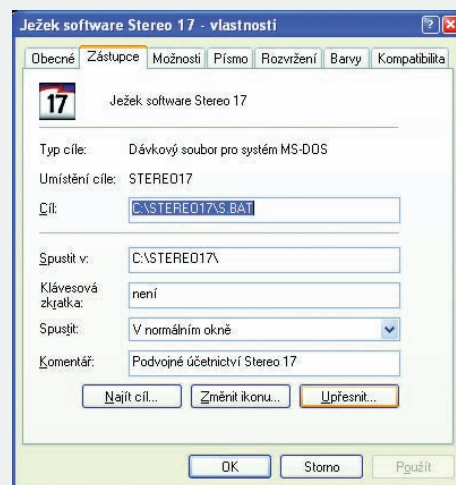 Ježek software Stereo 17 - vlastnosti
Obecné Zástupce Možnosti Písmo Rozvržení Barvy Kompatibilita
17 Ježek software Stereo 17
Typ cíle: Dávkový soubor pro systém MS-DOS
Umístění cíle: STEREO17
Cíl: C:\STEREO17\S.BAT
Spustit v: C:\STEREO17\
Klávesová zkratka: není
Spustit: V normálním okně
Komentář: Podvojné účetnictví Stereo 17
Najít cíl... Změnit ikonu... Upřesnit...
OK Storno Použít